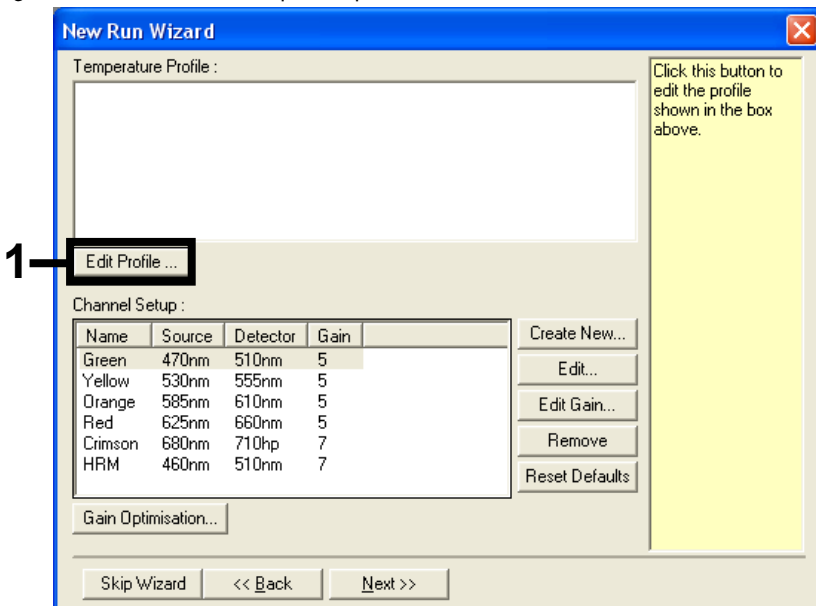 New Run Wizard
Temperature Profile :
Click this button to
edit the profile
shown in the box
above.
1
Edit Profile ...
Channel Setup :
Name Source Detector Gain
Green 470nm 510nm 5
Yellow 530nm 555nm 5
Orange 585nm 610nm 5
Red 625nm 660nm 5
Crimson 680nm 710hp 7
HRM 460nm 510nm 7
Create New...
Edit...
Edit Gain...
Remove
Reset Defaults
Gain Optimisation...
Skip Wizard << Back Next >>